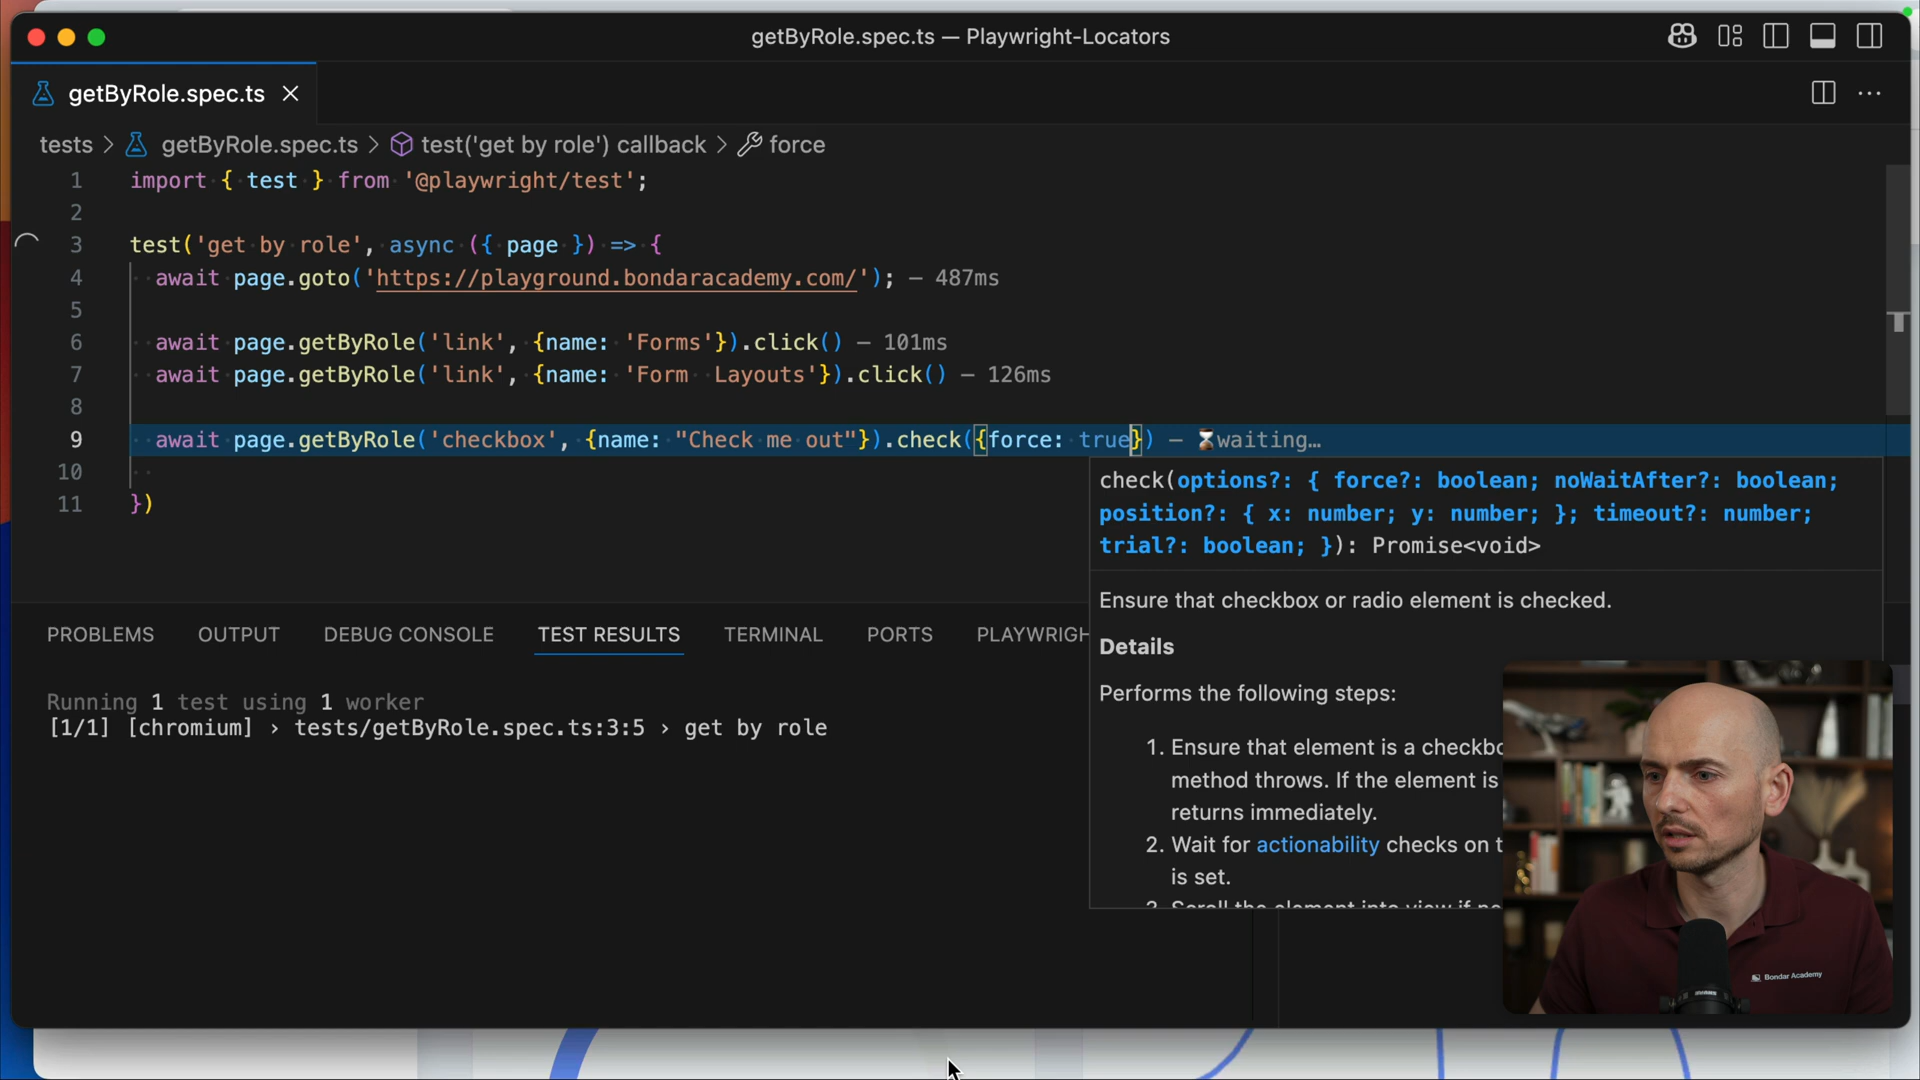 getByRole.spec.ts — Playwright-Locators
getByRole.spec.ts
tests > getByRole.spec.ts > test('get by role') callback > force
1 import { test } from '@playwright/test';
2
3 test('get by role', async ({ page }) => {
4 await page.goto('https://playground.bondaracademy.com/'); — 487ms
5
6 await page.getByRole('link', {name: 'Forms'}).click() — 101ms
7 await page.getByRole('link', {name: 'Form Layouts'}).click() — 126ms
8
9 await page.getByRole('checkbox', {name: "Check me out"}).check({force: true}) — ⌛waiting…
10
11 })
check(options?: { force?: boolean; noWaitAfter?: boolean;
position?: { x: number; y: number; }; timeout?: number;
trial?: boolean; }): Promise<void>
Ensure that checkbox or radio element is checked.
Details
Performs the following steps:
1. Ensure that element is a checkbo
method throws. If the element is
returns immediately.
2. Wait for actionability checks on t
is set.
PROBLEMS OUTPUT DEBUG CONSOLE TEST RESULTS TERMINAL PORTS PLAYWRIGH
Running 1 test using 1 worker
[1/1] [chromium] › tests/getByRole.spec.ts:3:5 › get by role
Bondar Academy